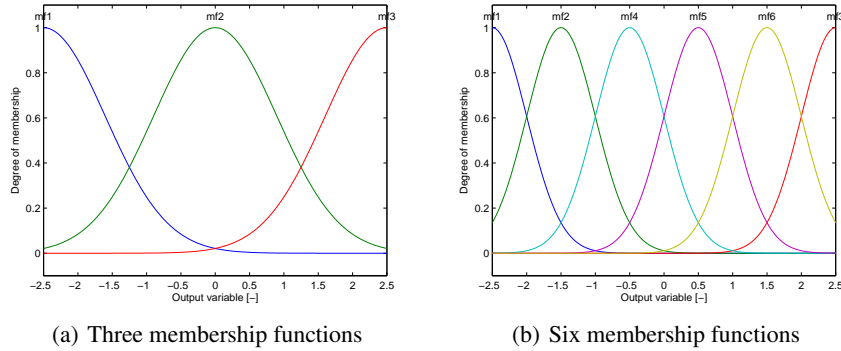 mf1 mf2 mf3
1
0.8
0.6
0.4
0.2
0
Degree of membership
−2.5 −2 −1.5 −1 −0.5 0 0.5 1 1.5 2 2.5
Output variable [−]
(a) Three membership functions
mf1 mf2 mf4 mf5 mf6 mf3
1
0.8
0.6
0.4
0.2
0
Degree of membership
−2.5 −2 −1.5 −1 −0.5 0 0.5 1 1.5 2 2.5
Output variable [−]
(b) Six membership functions